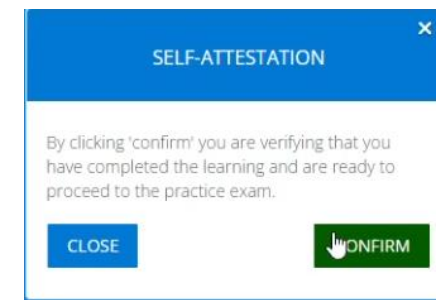 SELF-ATTESTATION
By clicking 'confirm' you are verifying that you
have completed the learning and are ready to
proceed to the practice exam.
CLOSE
CONFIRM